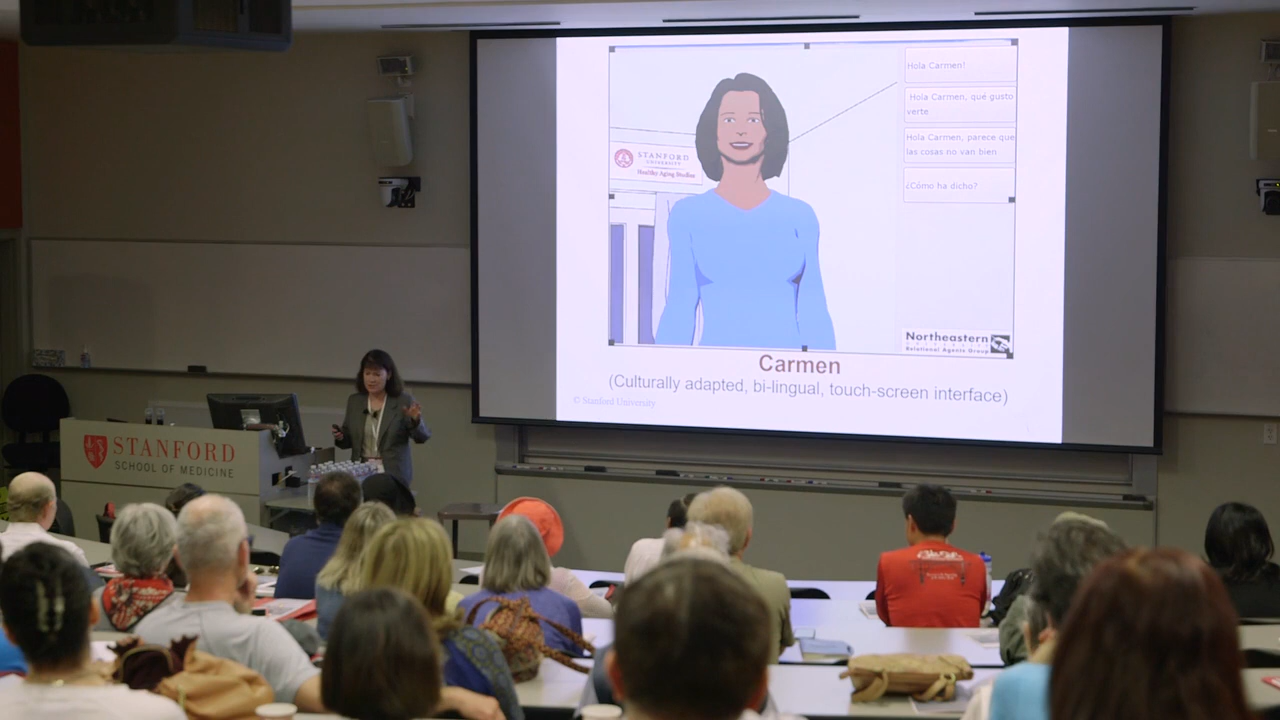 Hola Carmen!
Hola Carmen, qué gusto
verte
Hola Carmen, parece que
las cosas no van bien
¿Cómo ha dicho?
STANFORD
UNIVERSITY
Healthy Aging Studies
Northeastern
Relational Agents Group
Carmen
(Culturally adapted, bi-lingual, touch-screen interface)
© Stanford University
STANFORD
SCHOOL OF MEDICINE